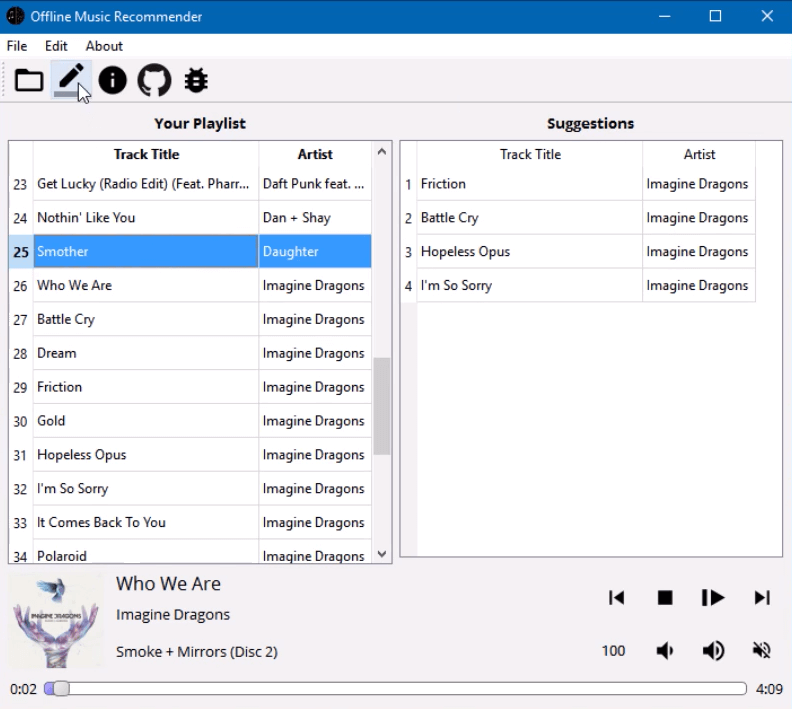 Offline Music Recommender
File Edit About
Your Playlist
Track Title Artist
23 Get Lucky (Radio Edit) (Feat. Pharr... Daft Punk feat. ...
24 Nothin' Like You Dan + Shay
25 Smother Daughter
26 Who We Are Imagine Dragons
27 Battle Cry Imagine Dragons
28 Dream Imagine Dragons
29 Friction Imagine Dragons
30 Gold Imagine Dragons
31 Hopeless Opus Imagine Dragons
32 I'm So Sorry Imagine Dragons
33 It Comes Back To You Imagine Dragons
34 Polaroid Imagine Dragons
Suggestions
Track Title Artist
1 Friction Imagine Dragons
2 Battle Cry Imagine Dragons
3 Hopeless Opus Imagine Dragons
4 I'm So Sorry Imagine Dragons
IMAGINE DRAGONS
Who We Are
Imagine Dragons
Smoke + Mirrors (Disc 2)
100
0:02 4:09